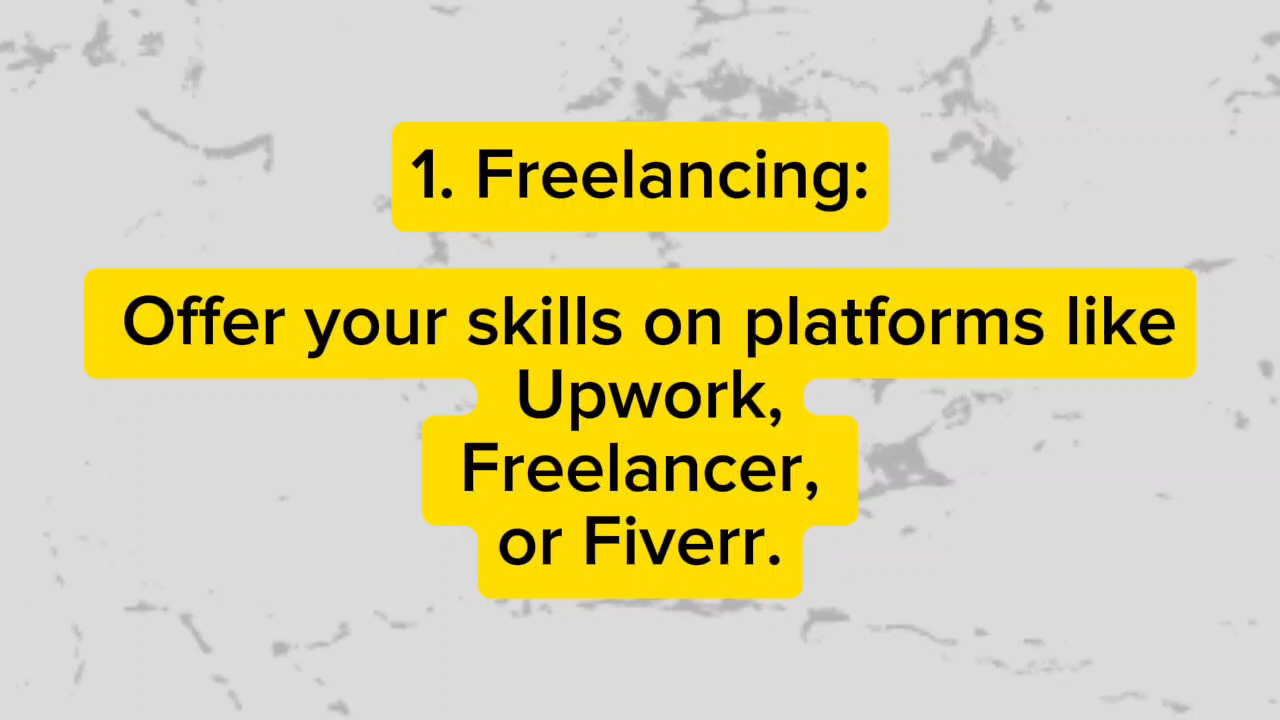 1. Freelancing:
Offer your skills on platforms like
Upwork,
Freelancer,
or Fiverr.